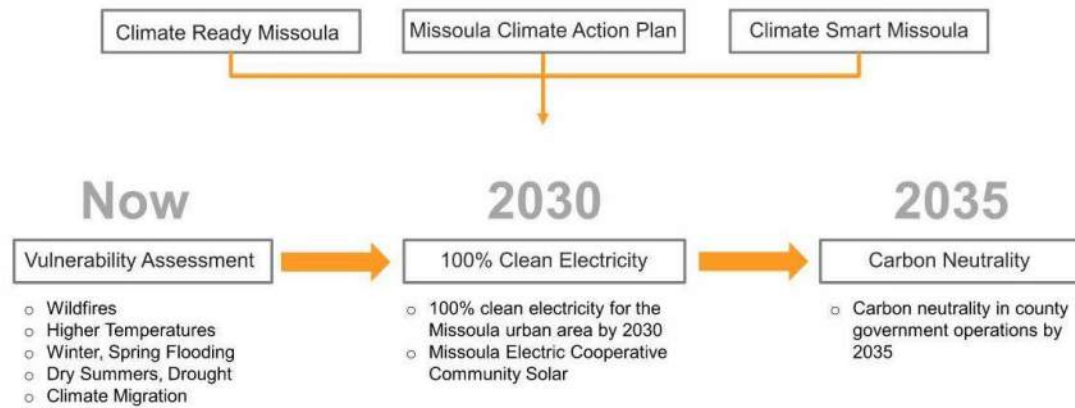 Climate Ready Missoula
Missoula Climate Action Plan
Climate Smart Missoula
Now
2030
2035
Vulnerability Assessment
100% Clean Electricity
Carbon Neutrality
○ Wildfires
○ Higher Temperatures
○ Winter, Spring Flooding
○ Dry Summers, Drought
○ Climate Migration
○ 100% clean electricity for the
Missoula urban area by 2030
○ Missoula Electric Cooperative
Community Solar
○ Carbon neutrality in county
government operations by
2035